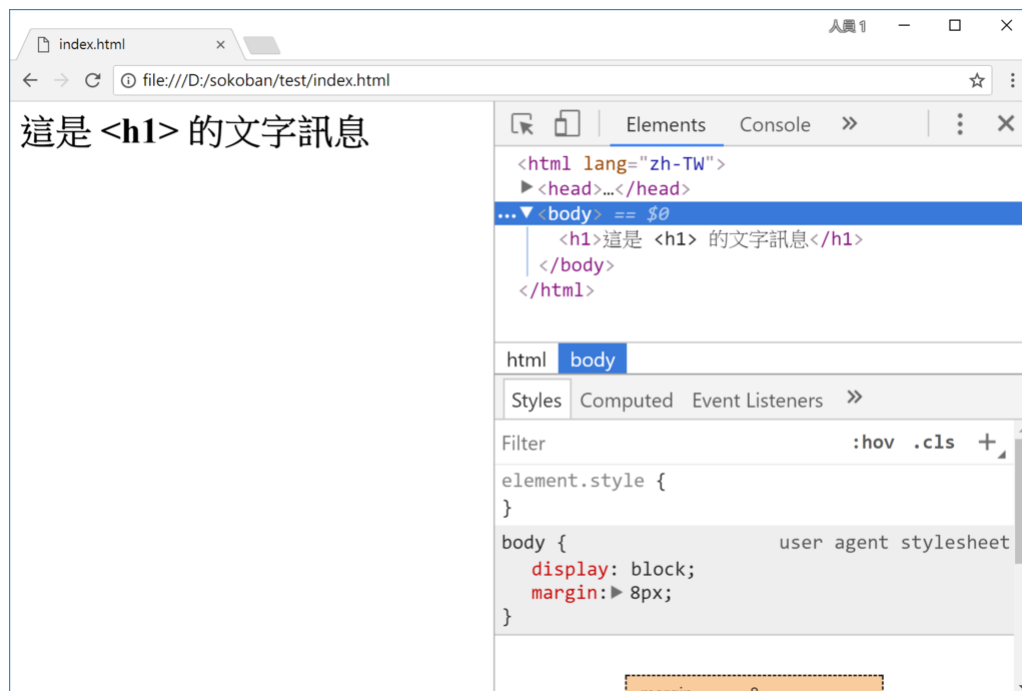 人員 1
index.html
file:///D:/sokoban/test/index.html
這是 <h1> 的文字訊息
Elements Console »
<html lang="zh-TW">
<head>…</head>
<body> == $0
<h1>這是 <h1> 的文字訊息</h1>
</body>
</html>
html body
Styles Computed Event Listeners »
Filter :hov .cls +
element.style {
}
body { user agent stylesheet
display: block;
margin: 8px;
}